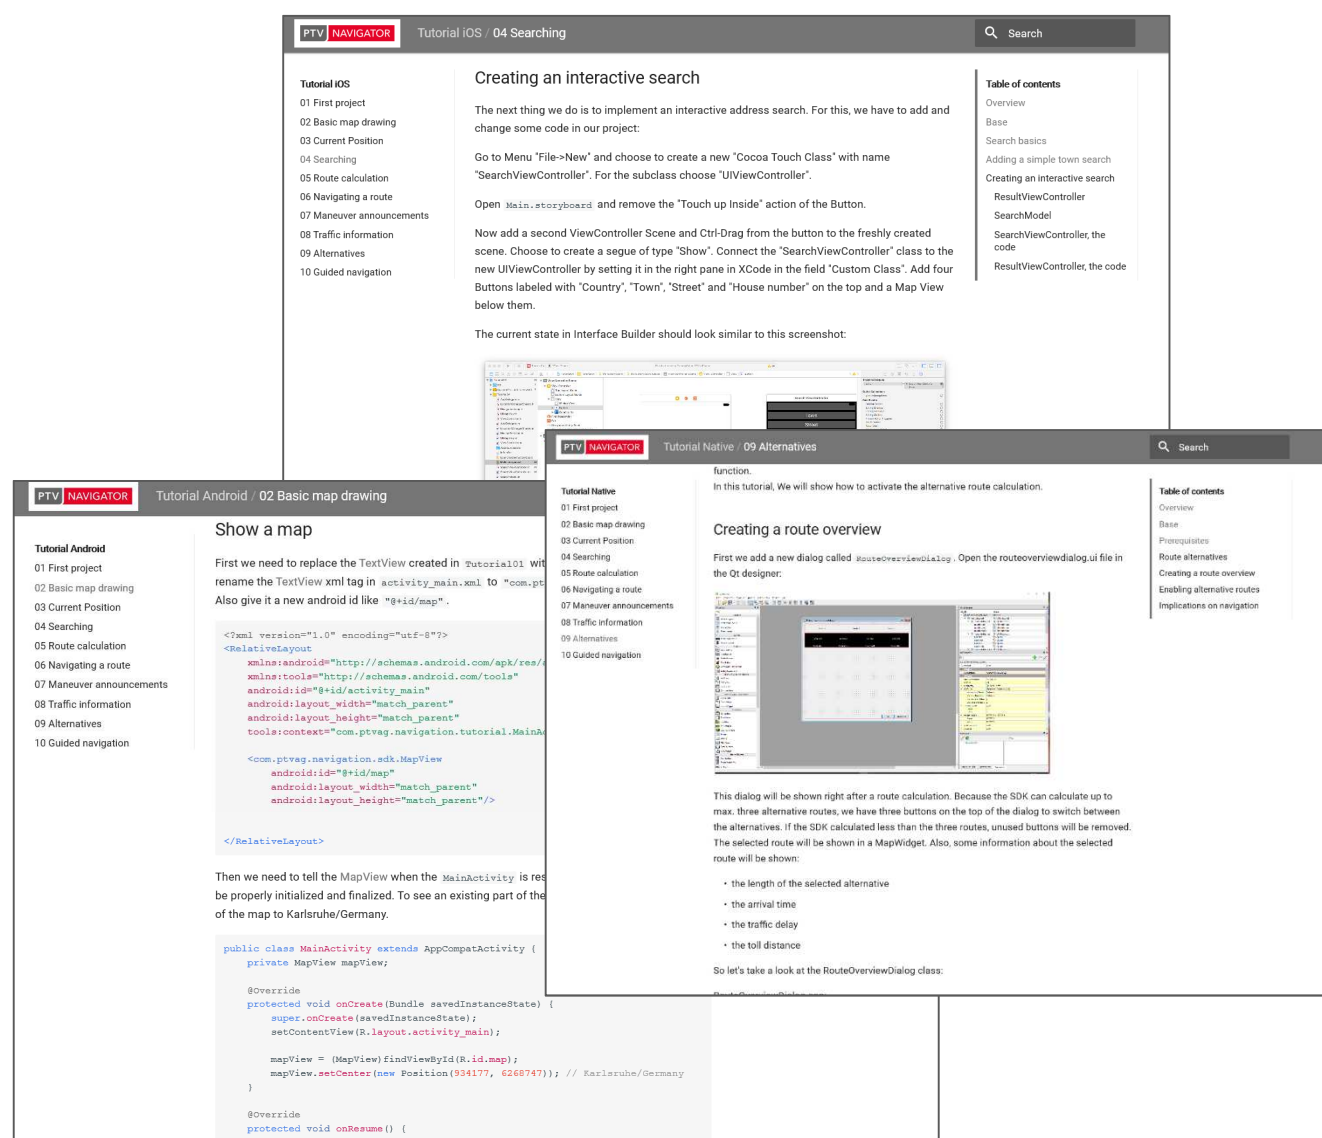 PTV NAVIGATOR
Tutorial iOS / 04 Searching
Search
Tutorial iOS
01 First project
02 Basic map drawing
03 Current Position
04 Searching
05 Route calculation
06 Navigating a route
07 Maneuver announcements
08 Traffic information
09 Alternatives
10 Guided navigation
Creating an interactive search
The next thing we do is to implement an interactive address search. For this, we have to add and
change some code in our project:
Go to Menu "File->New" and choose to create a new "Cocoa Touch Class" with name
"SearchViewController". For the subclass choose "UIViewController".
Open Main.storyboard and remove the "Touch up Inside" action of the Button.
Now add a second ViewController Scene and Ctrl-Drag from the button to the freshly created
scene. Choose to create a segue of type "Show". Connect the "SearchViewController" class to the
new UIViewController by setting it in the right pane in XCode in the field "Custom Class". Add four
Buttons labeled with "Country", "Town", "Street" and "House number" on the top and a Map View
below them.
The current state in Interface Builder should look similar to this screenshot:
Table of contents
Overview
Base
Search basics
Adding a simple town search
Creating an interactive search
ResultViewController
SearchModel
SearchViewController, the
code
ResultViewController, the code
PTV NAVIGATOR
Tutorial Android / 02 Basic map drawing
Tutorial Android
01 First project
02 Basic map drawing
03 Current Position
04 Searching
05 Route calculation
06 Navigating a route
07 Maneuver announcements
08 Traffic information
09 Alternatives
10 Guided navigation
Show a map
First we need to replace the TextView created in Tutorial01 wit
rename the TextView xml tag in activity_main.xml to "com.pt
Also give it a new android id like "@+id/map".
<?xml version="1.0" encoding="utf-8"?>
<RelativeLayout
xmlns:android="http://schemas.android.com/apk/res/a
xmlns:tools="http://schemas.android.com/tools"
android:id="@+id/activity_main"
android:layout_width="match_parent"
android:layout_height="match_parent"
tools:context="com.ptvag.navigation.tutorial.MainAc
<com.ptvag.navigation.sdk.MapView
android:id="@+id/map"
android:layout_width="match_parent"
android:layout_height="match_parent"/>
</RelativeLayout>
Then we need to tell the MapView when the MainActivity is res
be properly initialized and finalized. To see an existing part of the
of the map to Karlsruhe/Germany.
public class MainActivity extends AppCompatActivity {
private MapView mapView;
@Override
protected void onCreate(Bundle savedInstanceState) {
super.onCreate(savedInstanceState);
setContentView(R.layout.activity_main);
mapView = (MapView)findViewById(R.id.map);
mapView.setCenter(new Position(934177, 6268747)); // Karlsruhe/Germany
}
@Override
protected void onResume() {
PTV NAVIGATOR
Tutorial Native / 09 Alternatives
Search
Tutorial Native
01 First project
02 Basic map drawing
03 Current Position
04 Searching
05 Route calculation
06 Navigating a route
07 Maneuver announcements
08 Traffic information
09 Alternatives
10 Guided navigation
function.
In this tutorial, We will show how to activate the alternative route calculation.
Creating a route overview
First we add a new dialog called RouteOverviewDialog. Open the routeoverviewdialog.ui file in
the Qt designer:
This dialog will be shown right after a route calculation. Because the SDK can calculate up to
max. three alternative routes, we have three buttons on the top of the dialog to switch between
the alternatives. If the SDK calculated less than the three routes, unused buttons will be removed.
The selected route will be shown in a MapWidget. Also, some information about the selected
route will be shown:
• the length of the selected alternative
• the arrival time
• the traffic delay
• the toll distance
So let's take a look at the RouteOverviewDialog class:
Table of contents
Overview
Base
Prerequisites
Route alternatives
Creating a route overview
Enabling alternative routes
Implications on navigation